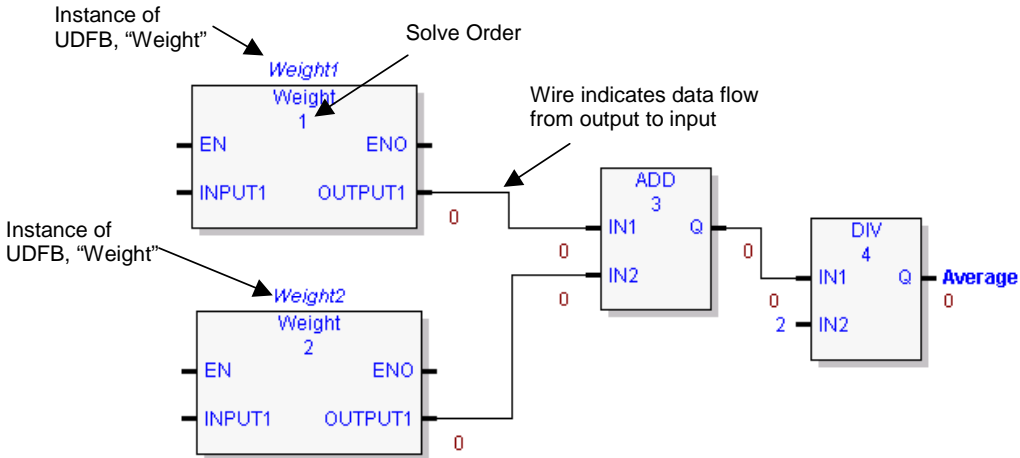 Instance of
UDFB, “Weight”
Solve Order
Weight1
Weight
1
EN ENO
INPUT1 OUTPUT1
0
Wire indicates data flow
from output to input
Instance of
UDFB, “Weight”
Weight2
Weight
2
EN ENO
INPUT1 OUTPUT1
0
ADD
3
IN1 Q
0
0
IN2
0
DIV
4
IN1 Q Average
0
0
2 IN2